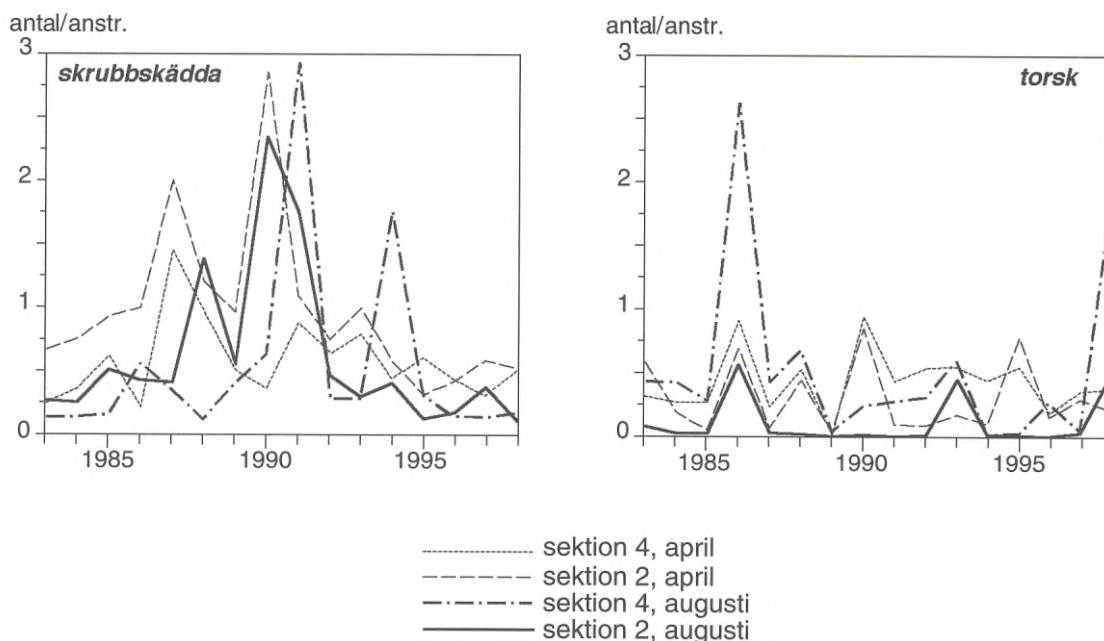 antal/anstr.
3
skrubbskädda
2
1
0
1985 1990 1995
antal/anstr.
3
torsk
2
1
0
1985 1990 1995
sektion 4, april
sektion 2, april
sektion 4, augusti
sektion 2, augusti